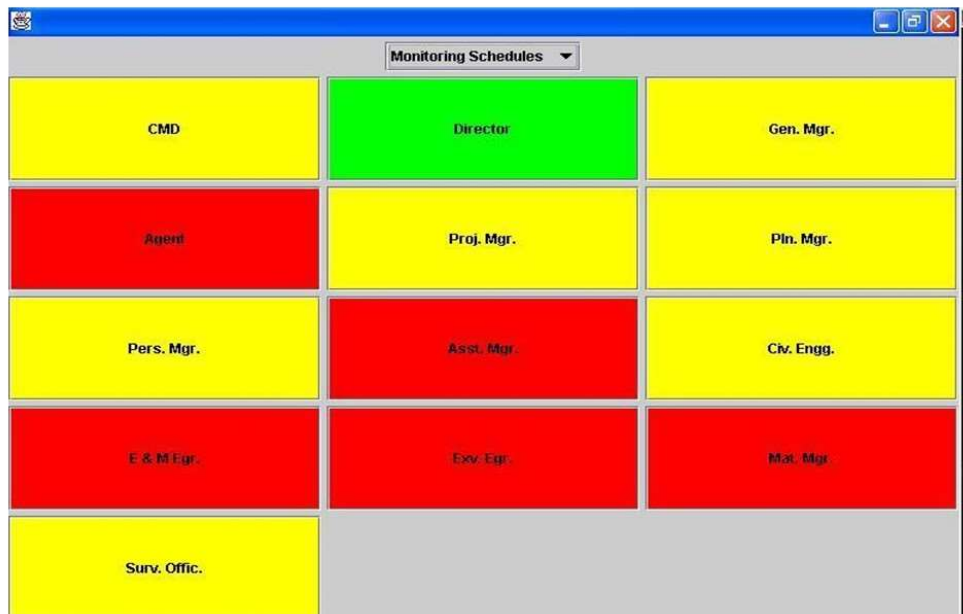 Monitoring Schedules
CMD
Director
Gen. Mgr.
Agent
Proj. Mgr.
Pln. Mgr.
Pers. Mgr.
Asst. Mgr.
Civ. Engg.
E & M Egr.
Exv. Egr.
Mat. Mgr.
Surv. Offic.